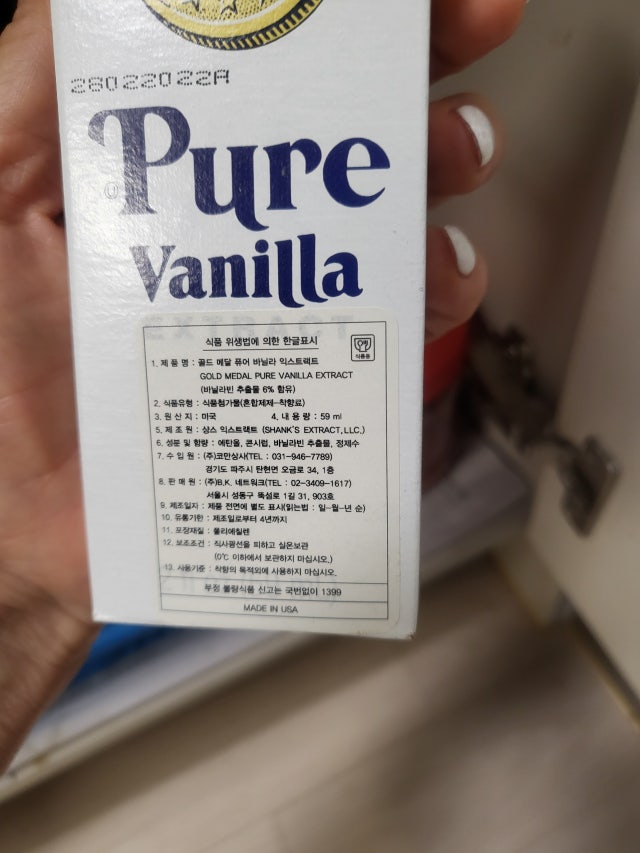 28022022A
Pure
Vanilla
EXTRACT
식품 위생법에 의한 한글표시
식품용
1. 제 품 명 : 골드 메달 퓨어 바닐라 익스트랙트
GOLD MEDAL PURE VANILLA EXTRACT
(바닐라빈 추출물 6% 함유)
2. 식품유형 : 식품첨가물(혼합제제-착향료)
3. 원 산 지 : 미국 4. 내 용 량 : 59 ml
5. 제 조 원 : 샹스 익스트랙트 (SHANK'S EXTRACT,LLC.)
6. 성분 및 함량 : 에탄올, 콘시럽, 바닐라빈 추출물, 정제수
7. 수 입 원 : (주)코만상사(TEL : 031-946-7789)
경기도 파주시 탄현면 오금로 34, 1층
8. 판 매 원 : (주)B.K. 네트워크(TEL : 02-3409-1617)
서울시 성동구 뚝섬로 1길 31, 903호
9. 제조일자 : 제품 전면에 별도 표시(읽는법 : 일-월-년 순)
10. 유통기한 : 제조일로부터 4년까지
11. 포장재질 : 폴리에틸렌
12. 보조조건 : 직사광선을 피하고 실온보관
(0℃ 이하에서 보관하지 마십시오.)
13. 사용기준 : 착향의 목적외에 사용하지 마십시오.
부정 불량식품 신고는 국번없이 1399
MADE IN USA